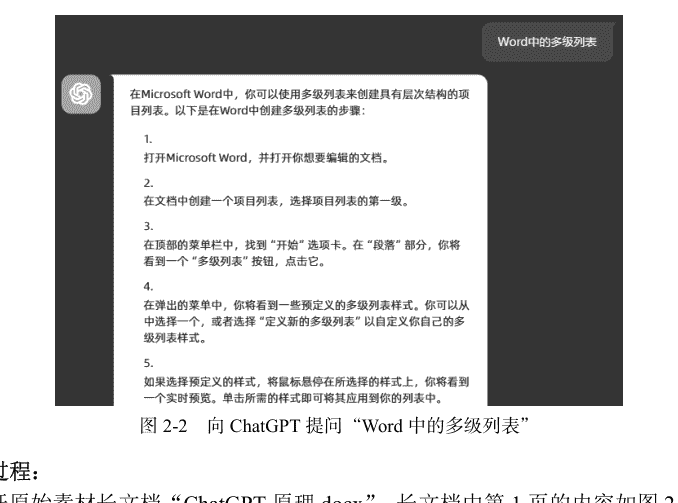 Word中的多级列表
在Microsoft Word中，你可以使用多级列表来创建具有层次结构的项
目列表。以下是在Word中创建多级列表的步骤：
1.
打开Microsoft Word，并打开你想要编辑的文档。
2.
在文档中创建一个项目列表，选择项目列表的第一级。
3.
在顶部的菜单栏中，找到“开始”选项卡。在“段落”部分，你将
看到一个“多级列表”按钮，点击它。
4.
在弹出的菜单中，你将看到一些预定义的多级列表样式。你可以从
中选择一个，或者选择“定义新的多级列表”以自定义你自己的多
级列表样式。
5.
如果选择预定义的样式，将鼠标悬停在所选择的样式上，你将看到
一个实时预览。单击所需的样式即可将其应用到你的列表中。
图 2-2 向 ChatGPT 提问“Word 中的多级列表”
过程：
原始素材长文档“ChatGPT 原理.docx”，长文档中第 1 页的内容如图 2